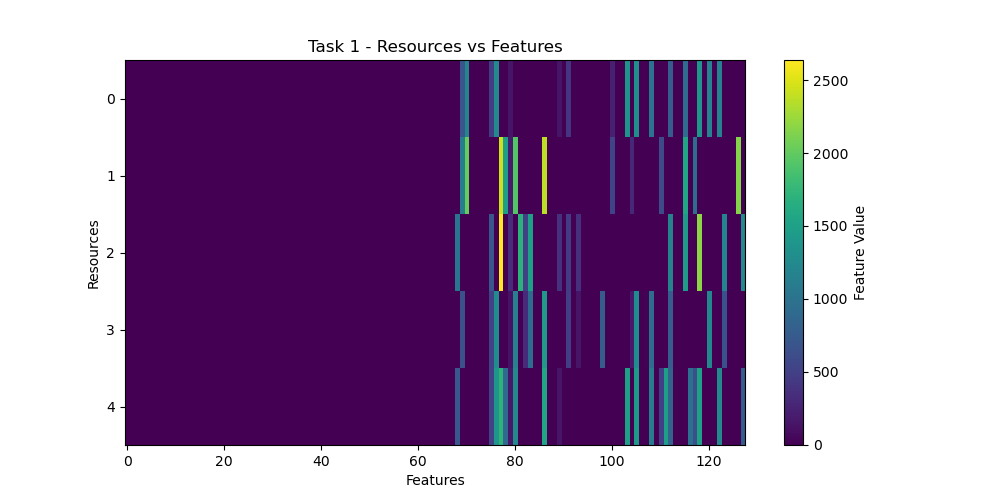 Task 1 - Resources vs Features
Resources
0
1
2
3
4
0 20 40 60 80 100 120
Features
2500
2000
1500
1000
500
0
Feature Value